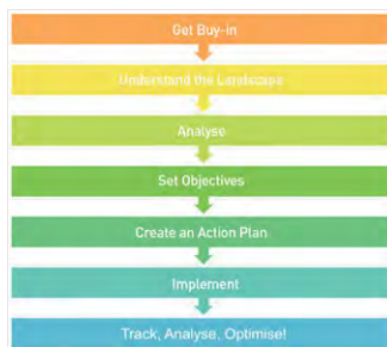 Get Buy-in
Understand the Landscape
Analyse
Set Objectives
Create an Action Plan
Implement
Track, Analyse, Optimise!